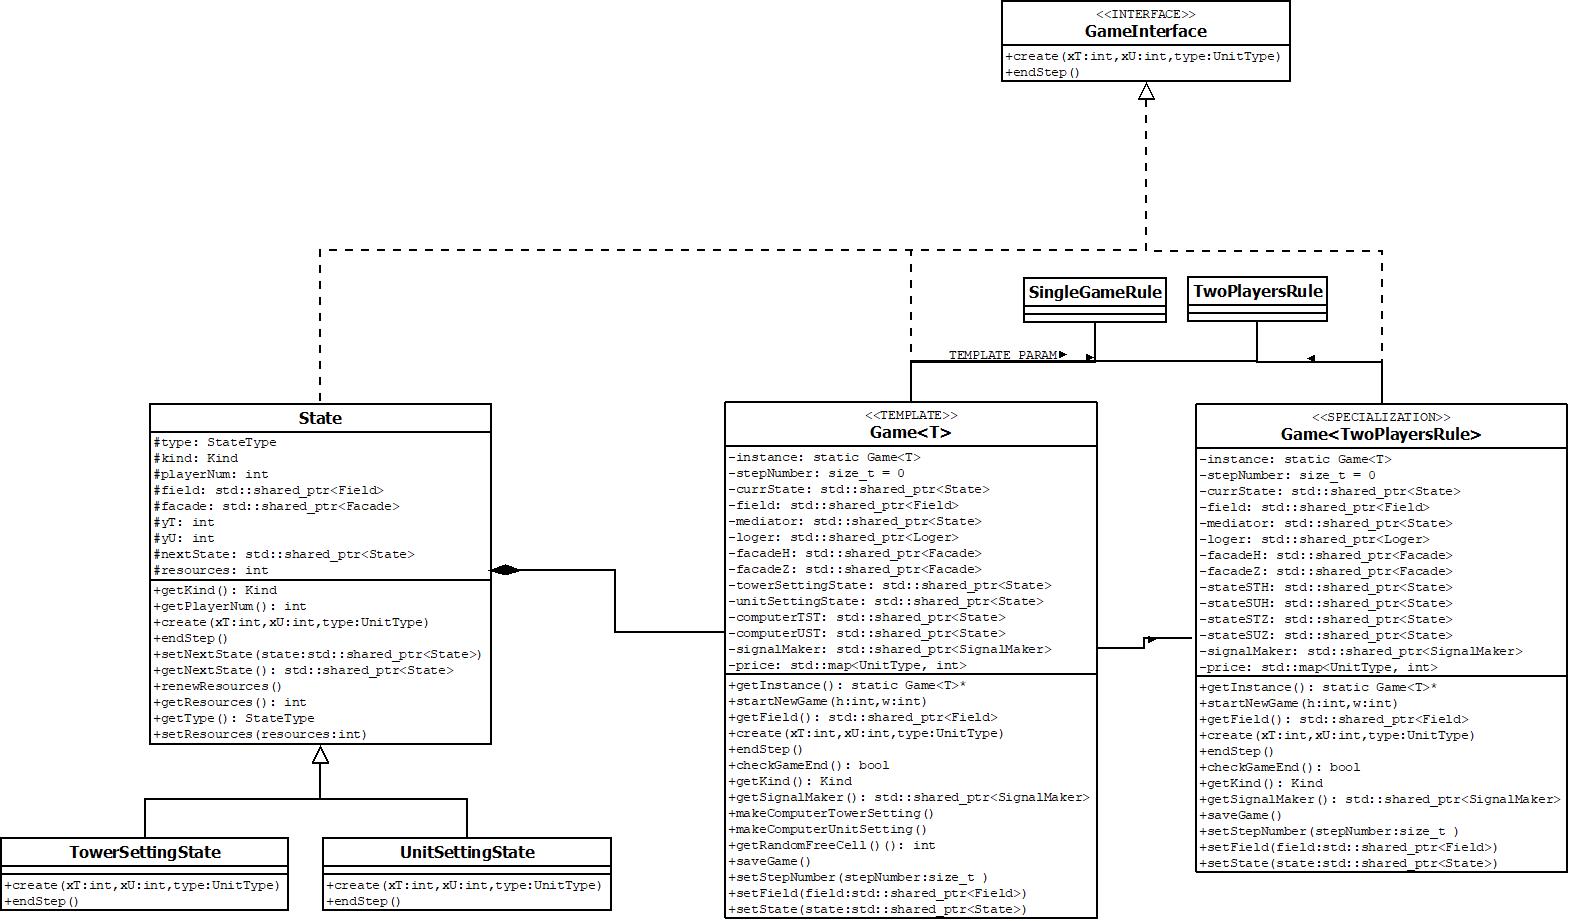 <<INTERFACE>>
GameInterface
+create(xT:int,xU:int,type:UnitType)
+endStep()
SingleGameRule
TwoPlayersRule
TEMPLATE PARAM
State
#type: StateType
#kind: Kind
#playerNum: int
#field: std::shared_ptr<Field>
#facade: std::shared_ptr<Facade>
#yT: int
#yU: int
#nextState: std::shared_ptr<State>
#resources: int
+getKind(): Kind
+getPlayerNum(): int
+create(xT:int,xU:int,type:UnitType)
+endStep()
+setNextState(state:std::shared_ptr<State>)
+getNextState(): std::shared_ptr<State>
+renewResources()
+getResources(): int
+getType(): StateType
+setResources(resources:int)
<<TEMPLATE>>
Game<T>
-instance: static Game<T>
-stepNumber: size_t = 0
-currState: std::shared_ptr<State>
-field: std::shared_ptr<Field>
-mediator: std::shared_ptr<State>
-loger: std::shared_ptr<Loger>
-facadeH: std::shared_ptr<Facade>
-facadeZ: std::shared_ptr<Facade>
-towerSettingState: std::shared_ptr<State>
-unitSettingState: std::shared_ptr<State>
-computerTST: std::shared_ptr<State>
-computerUST: std::shared_ptr<State>
-signalMaker: std::shared_ptr<SignalMaker>
-price: std::map<UnitType, int>
+getInstance(): static Game<T>*
+startNewGame(h:int,w:int)
+getField(): std::shared_ptr<Field>
+create(xT:int,xU:int,type:UnitType)
+endStep()
+checkGameEnd(): bool
+getKind(): Kind
+getSignalMaker(): std::shared_ptr<SignalMaker>
+makeComputerTowerSetting()
+makeComputerUnitSetting()
+getRandomFreeCell()(): int
+saveGame()
+setStepNumber(stepNumber:size_t )
+setField(field:std::shared_ptr<Field>)
+setState(state:std::shared_ptr<State>)
<<SPECIALIZATION>>
Game<TwoPlayersRule>
-instance: static Game<T>
-stepNumber: size_t = 0
-currState: std::shared_ptr<State>
-field: std::shared_ptr<Field>
-mediator: std::shared_ptr<State>
-loger: std::shared_ptr<Loger>
-facadeH: std::shared_ptr<Facade>
-facadeZ: std::shared_ptr<Facade>
-stateSTH: std::shared_ptr<State>
-stateSUH: std::shared_ptr<State>
-stateSTZ: std::shared_ptr<State>
-stateSUZ: std::shared_ptr<State>
-signalMaker: std::shared_ptr<SignalMaker>
-price: std::map<UnitType, int>
+getInstance(): static Game<T>*
+startNewGame(h:int,w:int)
+getField(): std::shared_ptr<Field>
+create(xT:int,xU:int,type:UnitType)
+endStep()
+checkGameEnd(): bool
+getKind(): Kind
+getSignalMaker(): std::shared_ptr<SignalMaker>
+saveGame()
+setStepNumber(stepNumber:size_t )
+setField(field:std::shared_ptr<Field>)
+setState(state:std::shared_ptr<State>)
TowerSettingState
+create(xT:int,xU:int,type:UnitType)
+endStep()
UnitSettingState
+create(xT:int,xU:int,type:UnitType)
+endStep()